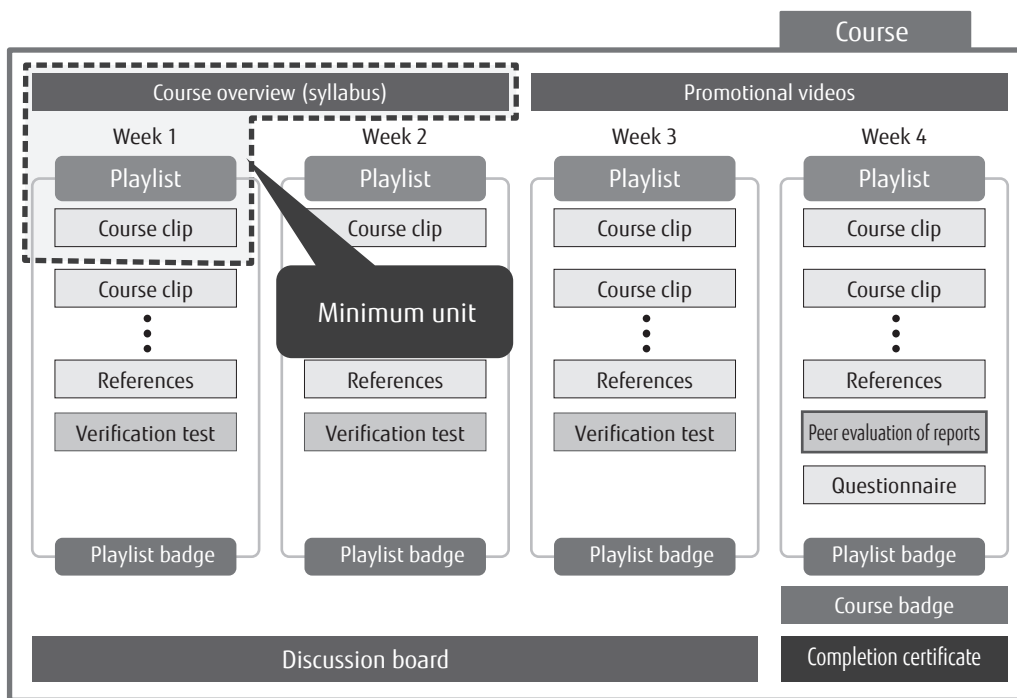 Course
Course overview (syllabus)
Promotional videos
Week 1
Week 2
Week 3
Week 4
Playlist
Playlist
Playlist
Playlist
Course clip
Course clip
Course clip
Course clip
Course clip
Course clip
Course clip
Minimum unit
References
References
References
References
Verification test
Verification test
Verification test
Peer evaluation of reports
Questionnaire
Playlist badge
Playlist badge
Playlist badge
Playlist badge
Course badge
Discussion board
Completion certificate